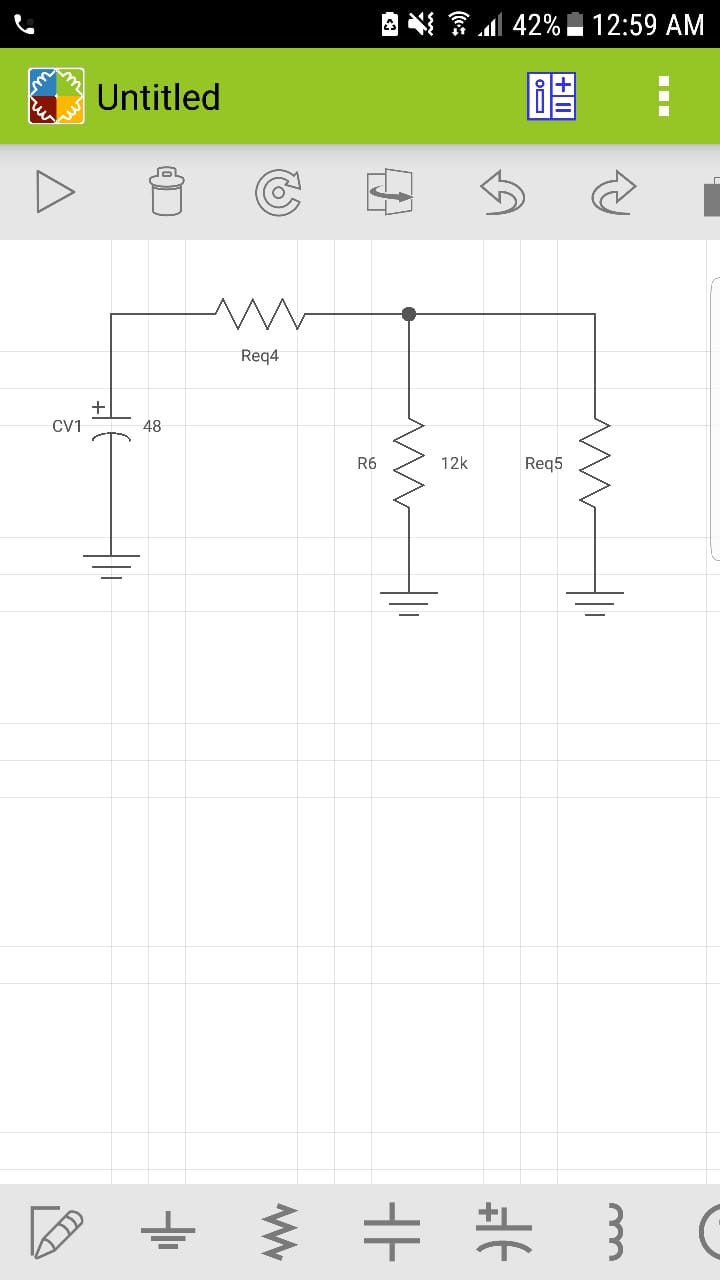 42% 12:59 AM
Untitled
Req4
+
CV1 48
R6 12k Req5